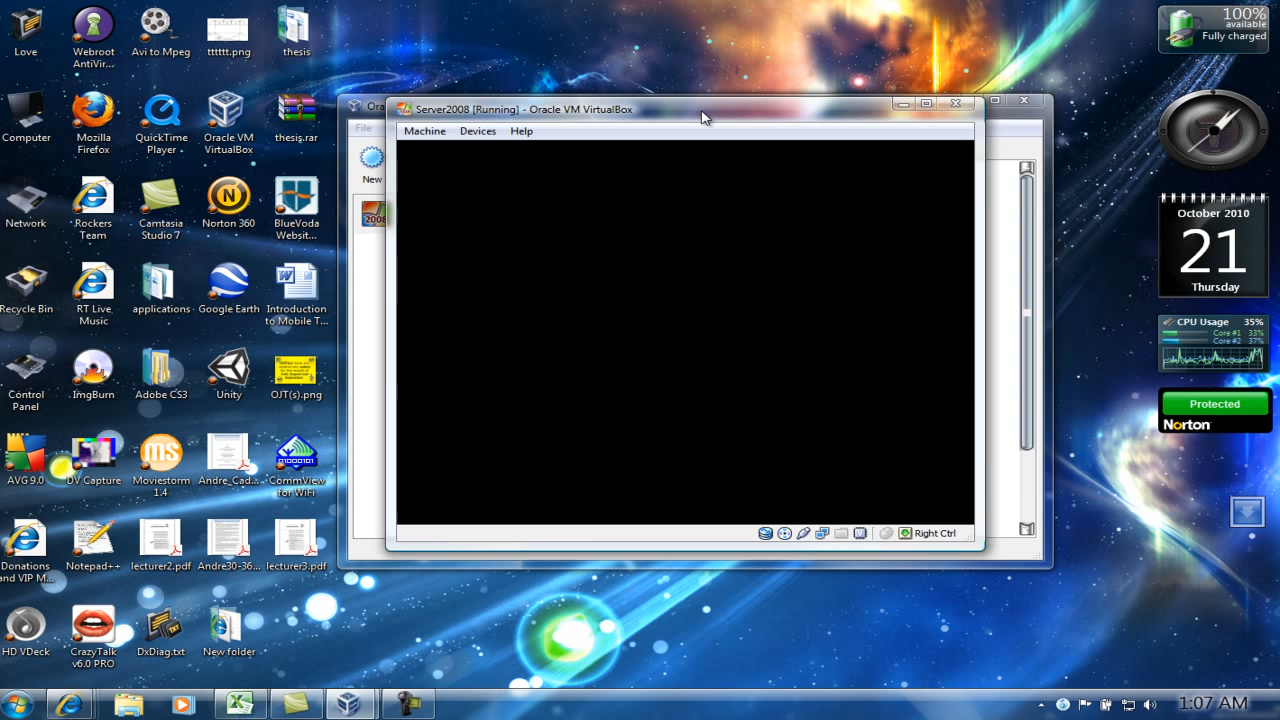 Love
Webroot
AntiVir...
Avi to Mpeg
tttttt.png
thesis
Computer
Mozilla
Firefox
QuickTime
Player
Oracle VM
VirtualBox
thesis.rar
Network
Rockers
Team
Camtasia
Studio 7
Norton 360
BlueVoda
Websit...
Recycle Bin
RT Live
Music
applications
Google Earth
Introduction
to Mobile T...
Control
Panel
ImgBurn
Adobe CS3
Unity
OJT(s).png
AVG 9.0
DV Capture
Moviestorm
1.4
Andre_Cad...
CommView
for WiFi
Donations
and VIP M...
Notepad++
lecturer2.pdf
Andre30-36...
lecturer3.pdf
HD VDeck
CrazyTalk
v6.0 PRO
DxDiag.txt
New folder
Ora
File
New
2008
Server2008 [Running] - Oracle VM VirtualBox
Machine Devices Help
Right Ctrl
100%
available
Fully charged
October 2010
21
Thursday
CPU Usage 35%
Core #1 33%
Core #2 37%
Protected
Norton
1:07 AM